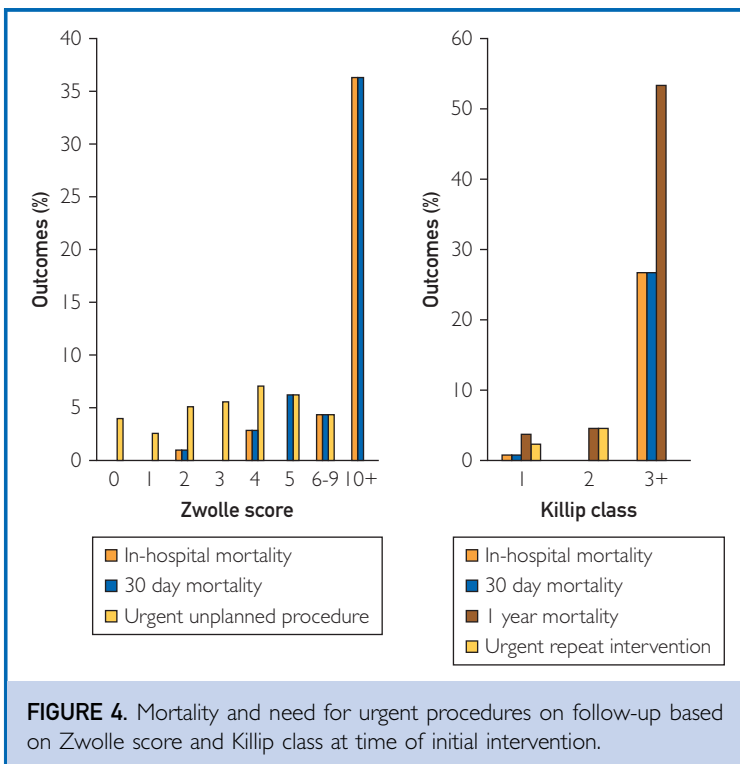 40
35
30
25
20
15
10
5
0
Outcomes (%)
0 1 2 3 4 5 6-9 10+
Zwolle score
In-hospital mortality
30 day mortality
Urgent unplanned procedure
60
50
40
30
20
10
0
Outcomes (%)
1 2 3+
Killip class
In-hospital mortality
30 day mortality
1 year mortality
Urgent repeat intervention
FIGURE 4. Mortality and need for urgent procedures on follow-up based
on Zwolle score and Killip class at time of initial intervention.